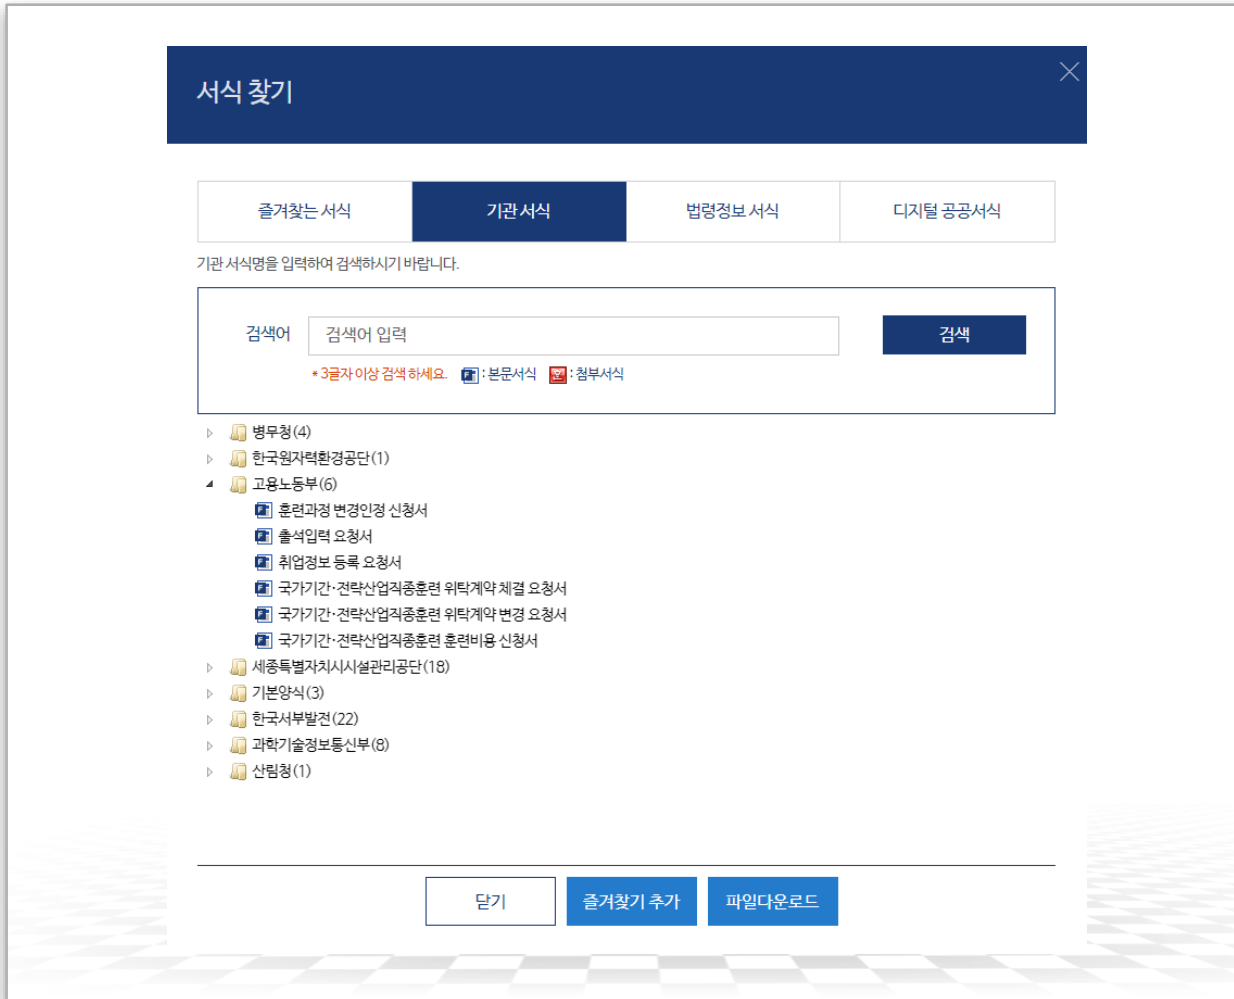 서식 찾기
즐겨찾는 서식 기관 서식 법령정보 서식 디지털 공공서식
기관 서식명을 입력하여 검색하시기 바랍니다.
검색어 검색어 입력 검색
* 3글자 이상 검색 하세요. : 본문서식 : 첨부서식
병무청(4)
한국원자력환경공단(1)
고용노동부(6)
훈련과정 변경인정 신청서
출석입력 요청서
취업정보 등록 요청서
국가기간·전략산업직종훈련 위탁계약 체결 요청서
국가기간·전략산업직종훈련 위탁계약 변경 요청서
국가기간·전략산업직종훈련 훈련비용 신청서
세종특별자치시시설관리공단(18)
기본양식(3)
한국서부발전(22)
과학기술정보통신부(8)
산림청(1)
닫기 즐겨찾기 추가 파일다운로드